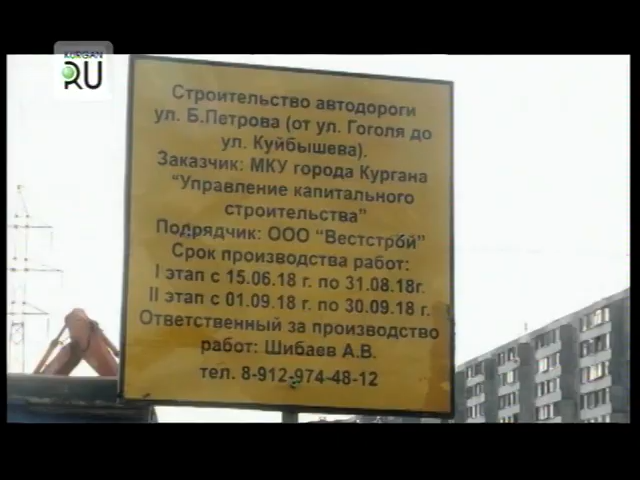 KURGAN
RU
Строительство автодороги
ул. Б.Петрова (от ул. Гоголя до
ул. Куйбышева).
Заказчик: МКУ города Кургана
“Управление капитального
строительства”
Подрядчик: ООО “Вестстрой”
Срок производства работ:
I этап с 15.06.18 г. по 31.08.18г.
II этап с 01.09.18 г. по 30.09.18 г.
Ответственный за производство
работ: Шибаев А.В.
тел. 8-912-974-48-12